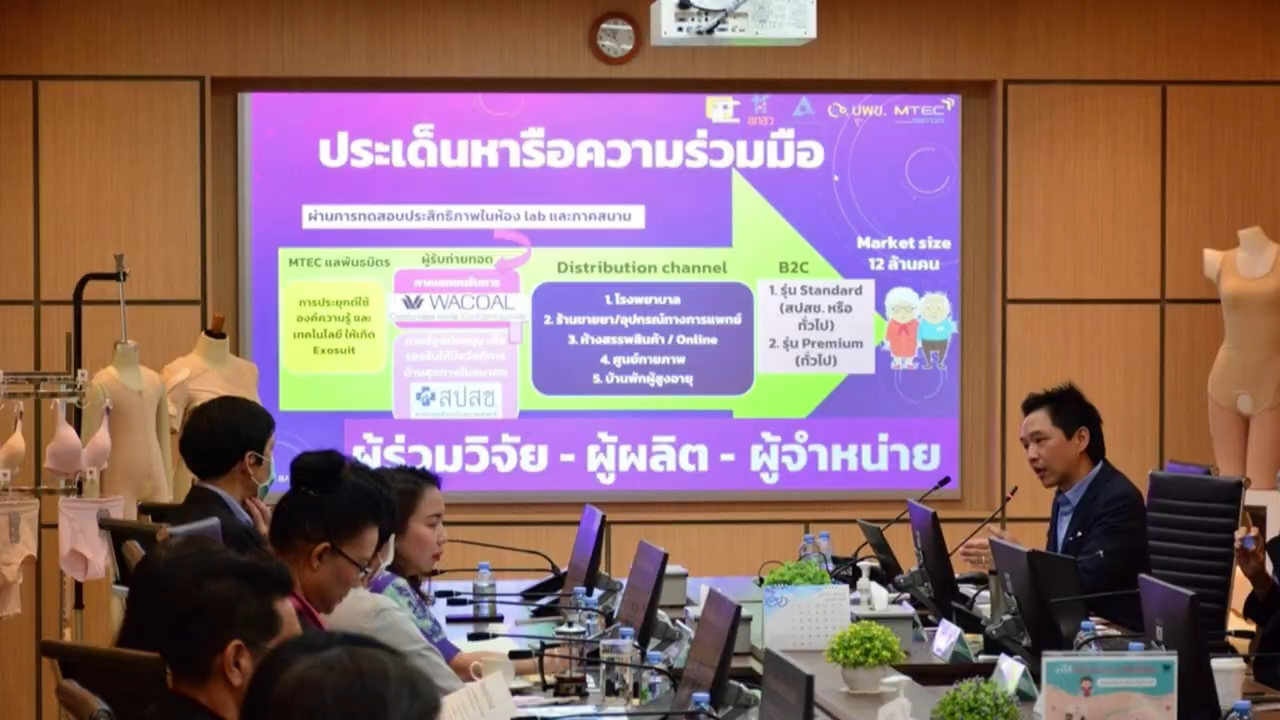 สกสว
บพข.
MTEC
ประเด็นหารือความร่วมมือ
ผ่านการทดสอบประสิทธิภาพในห้อง lab และภาคสนาม
Market size
12 ล้านคน
MTEC แลพันธมิตร
ผู้รับถ่ายทอด
Distribution channel
B2C
การประยุกต์ใช้
องค์ความรู้ และ
เทคโนโลยี ให้เกิด
Exosuit
WACOAL
สปสช
1. โรงพยาบาล
2. ร้านขายยา/อุปกรณ์ทางการแพทย์
3. ห้างสรรพสินค้า / Online
4. ศูนย์กายภาพ
5. บ้านพักผู้สูงอายุ
1. รุ่น Standard
(สปสช. หรือ
ทั่วไป)
2. รุ่น Premium
(ทั่วไป)
ผู้ร่วมวิจัย - ผู้ผลิต - ผู้จำหน่าย